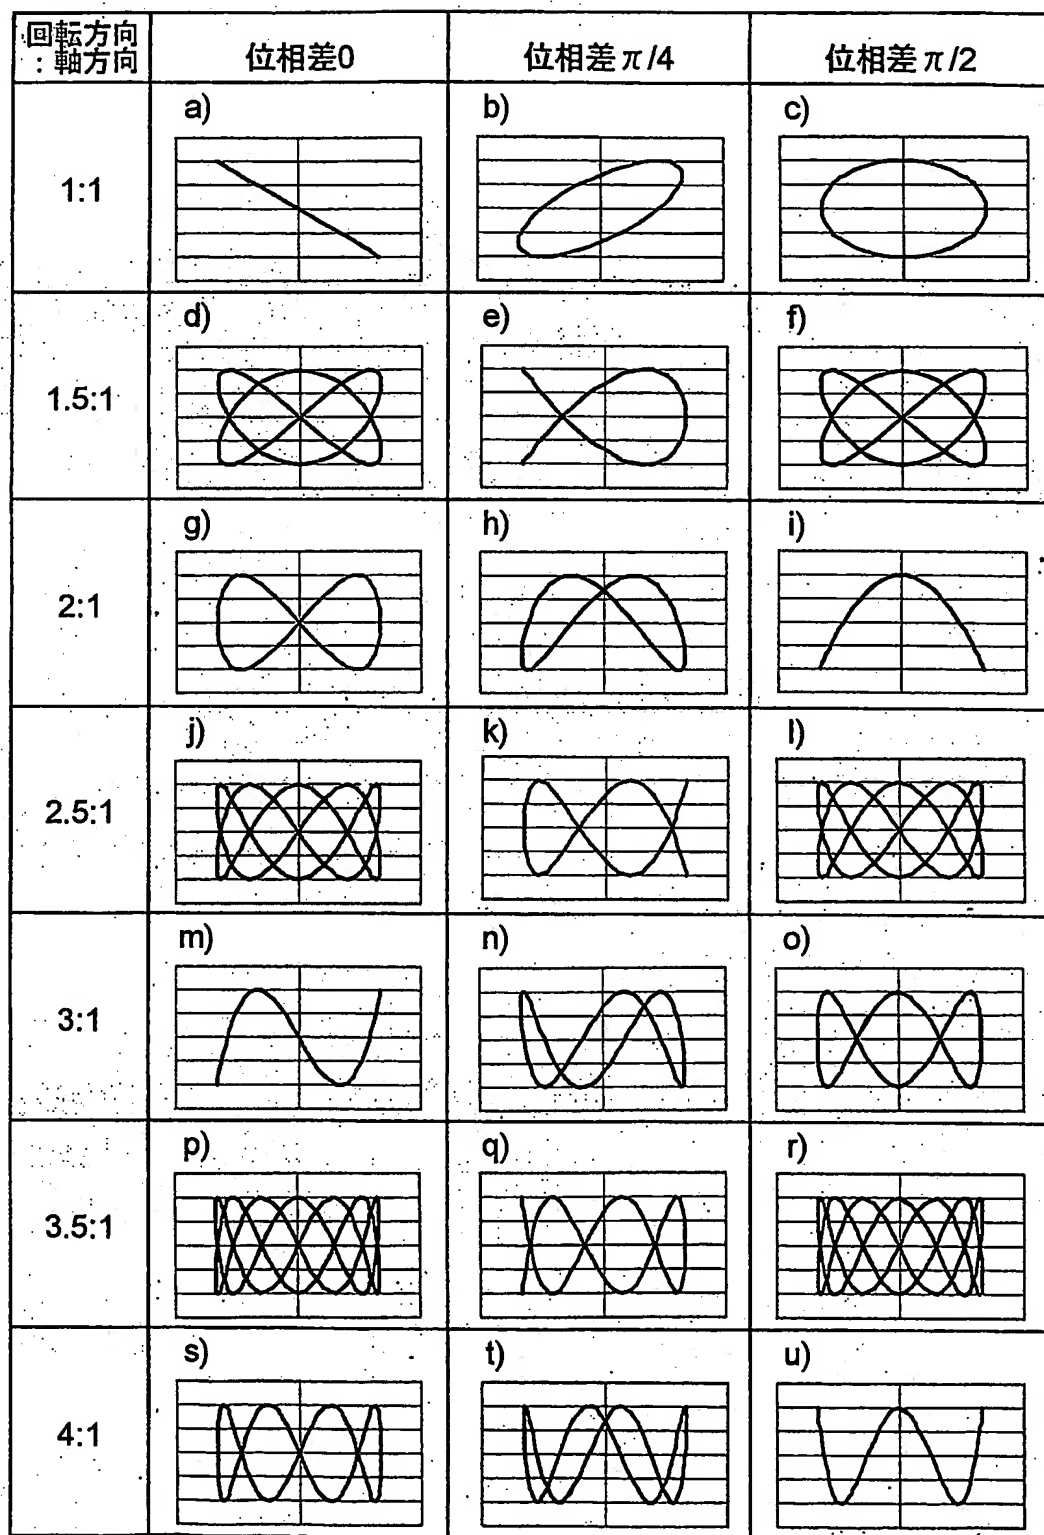 回転方向
:軸方向
位相差0
位相差π/4
位相差π/2
1:1
a)
b)
c)
1.5:1
d)
e)
f)
2:1
g)
h)
i)
2.5:1
j)
k)
l)
3:1
m)
n)
o)
3.5:1
p)
q)
r)
4:1
s)
t)
u)